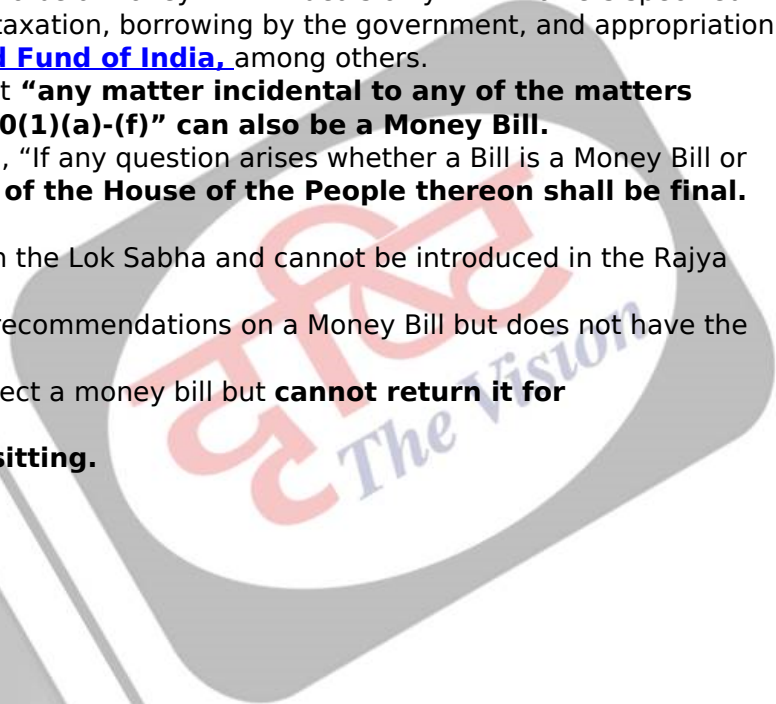 taxation, borrowing by the government, and appropriation
d Fund of India, among others.
t “any matter incidental to any of the matters
0(1)(a)-(f)” can also be a Money Bill.
, “If any question arises whether a Bill is a Money Bill or
of the House of the People thereon shall be final.
n the Lok Sabha and cannot be introduced in the Rajya
recommendations on a Money Bill but does not have the
ect a money bill but cannot return it for
sitting.
दृष्टि
The Vision